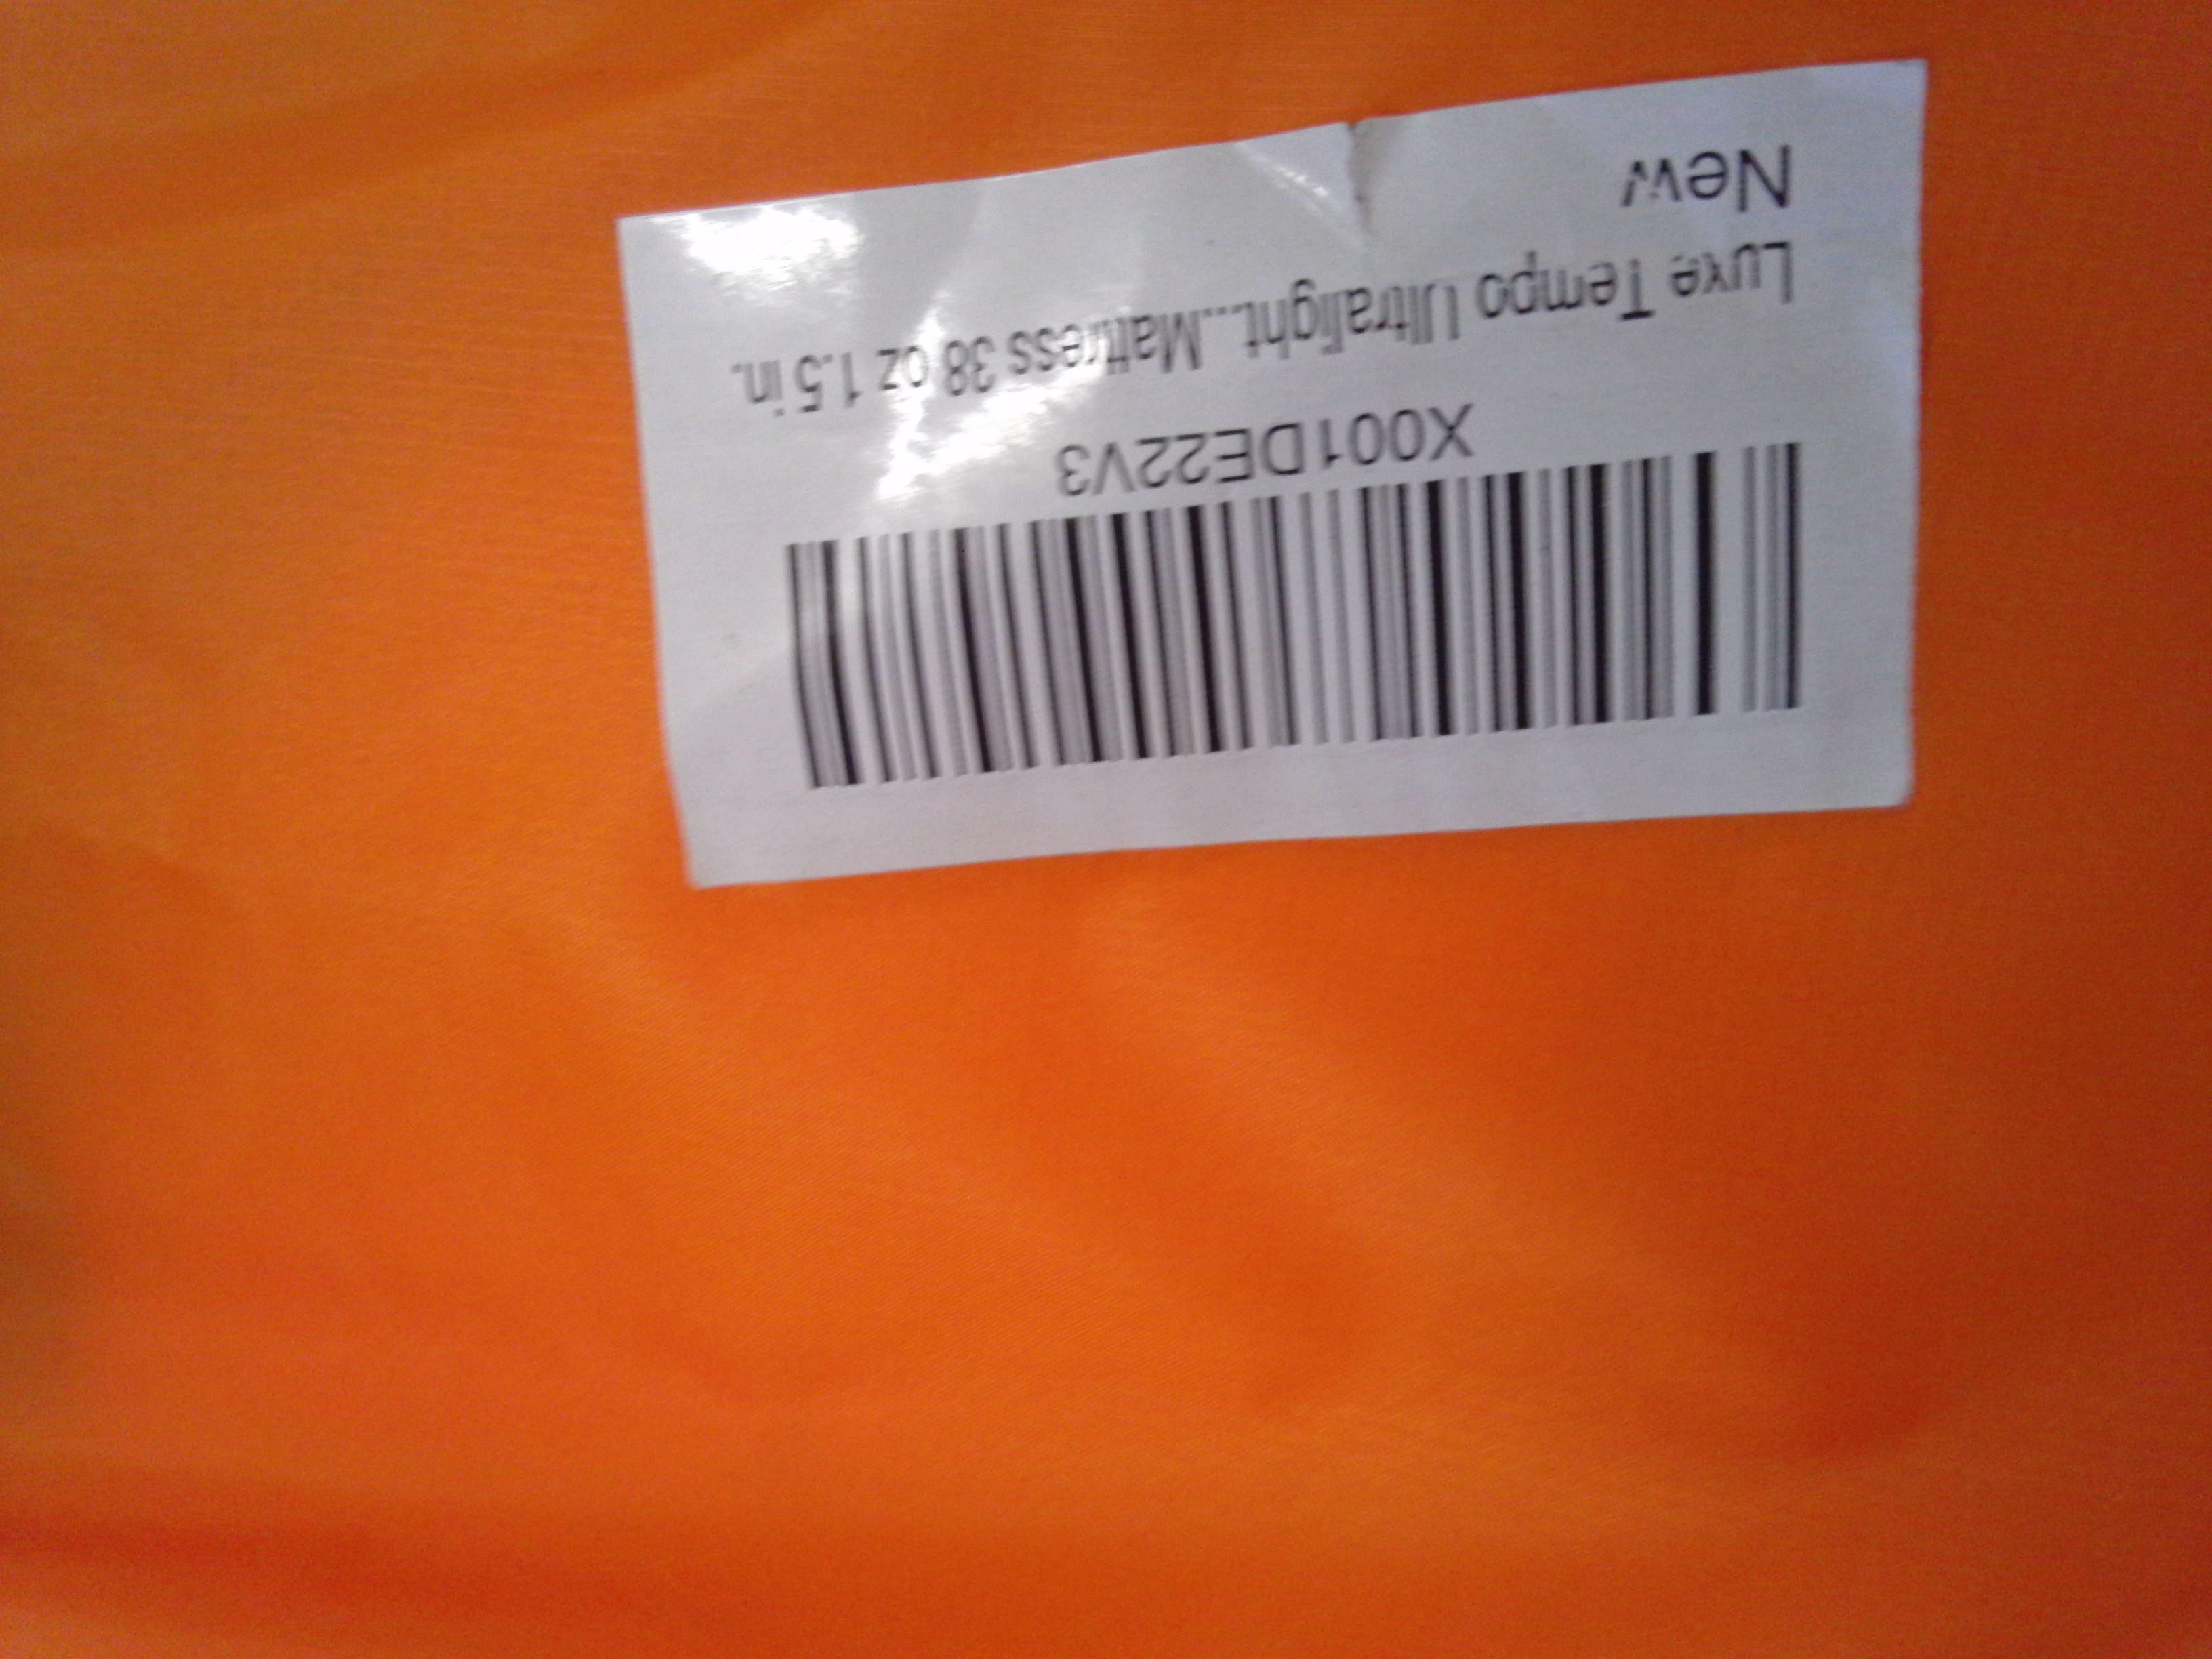 X001DE22V3
Luxe Tempo Ultralight...Mattress 38 oz 1.5 in.
New